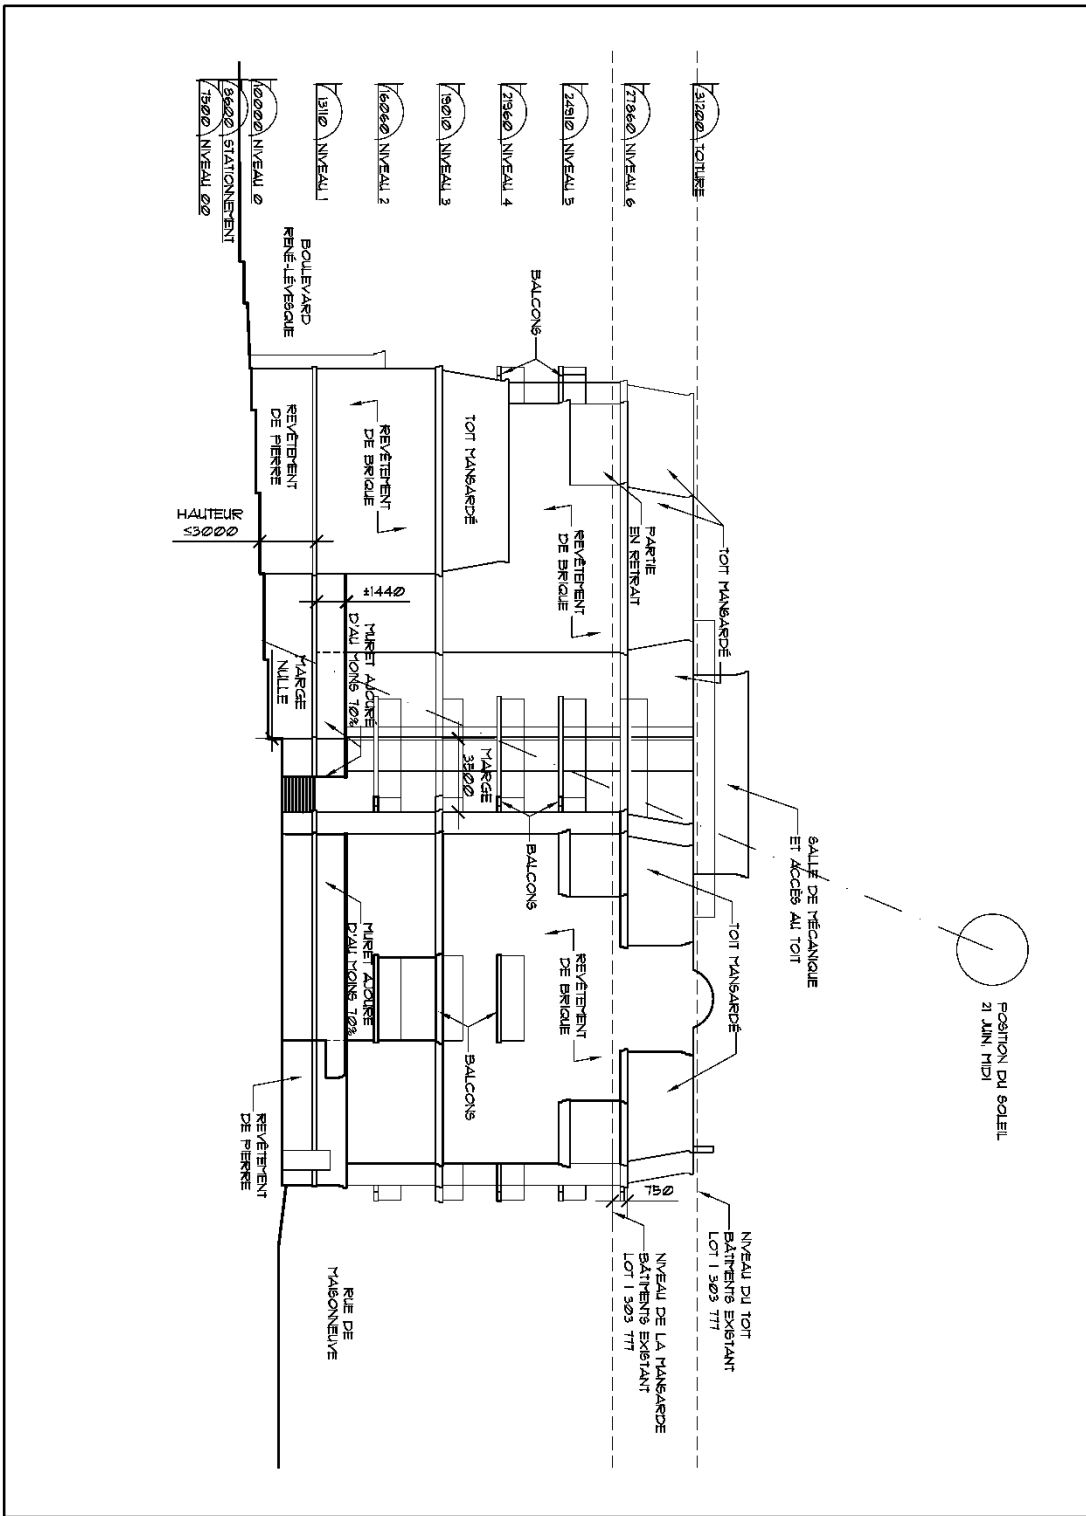 31200 TOITURE
27860 NIVEAU 6
24910 NIVEAU 5
21960 NIVEAU 4
19010 NIVEAU 3
16060 NIVEAU 2
13110 NIVEAU 1
10000 NIVEAU 0
8600 STATIONNEMENT
7500 NIVEAU 00
BOULEVARD
RENÉ-LÉVESQUE
BALCONS
REVÊTEMENT
DE PIERRE
REVÊTEMENT
DE BRIQUE
TOIT MANSARDÉ
HAUTEUR
≤3000
±1440
REVÊTEMENT
DE BRIQUE
PARTIE
EN RETRAIT
TOIT MANSARDÉ
MARGE
NULLE
MURET AJOURÉ
D'AU MOINS 70%
MARGE
3500
BALCONS
SALLE DE MÉCANIQUE
ET ACCÈS AU TOIT
TOIT MANSARDÉ
POSITION DU SOLEIL
21 JUIN, MIDI
MURET AJOURÉ
D'AU MOINS 70%
REVÊTEMENT
DE BRIQUE
BALCONS
REVÊTEMENT
DE PIERRE
750
NIVEAU DU TOIT
BÂTIMENTS EXISTANT
LOT 1 303 777
NIVEAU DE LA MANSARDE
BÂTIMENTS EXISTANT
LOT 1 303 777
RUE DE
MAISONNEUVE